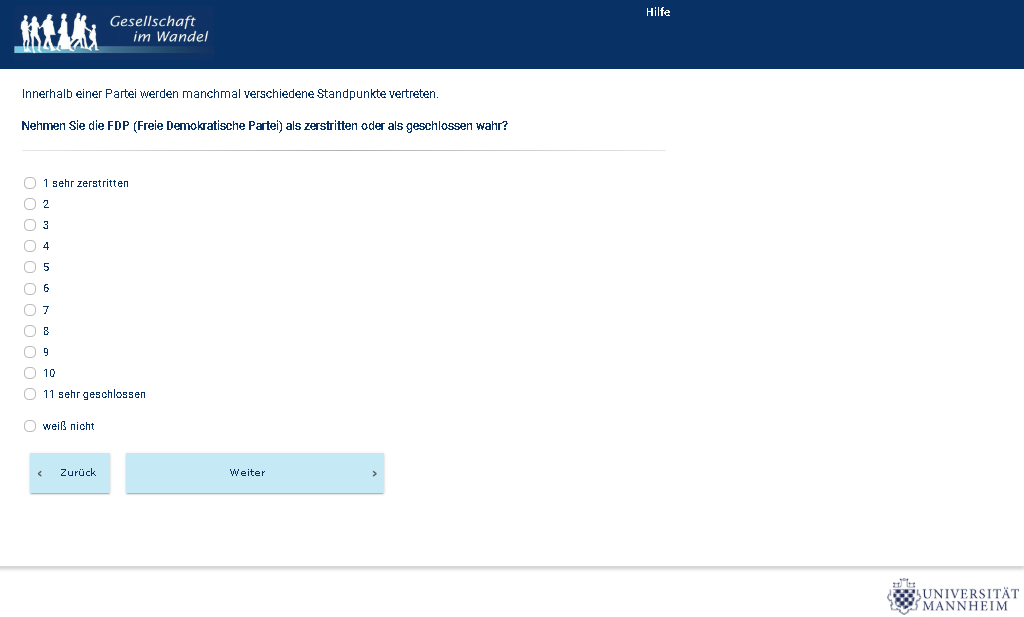 Gesellschaft
im Wandel
Hilfe
Innerhalb einer Partei werden manchmal verschiedene Standpunkte vertreten.
Nehmen Sie die FDP (Freie Demokratische Partei) als zerstritten oder als geschlossen wahr?
1 sehr zerstritten
2
3
4
5
6
7
8
9
10
11 sehr geschlossen
weiß nicht
‹ Zurück
Weiter ›
UNIVERSITÄT
MANNHEIM